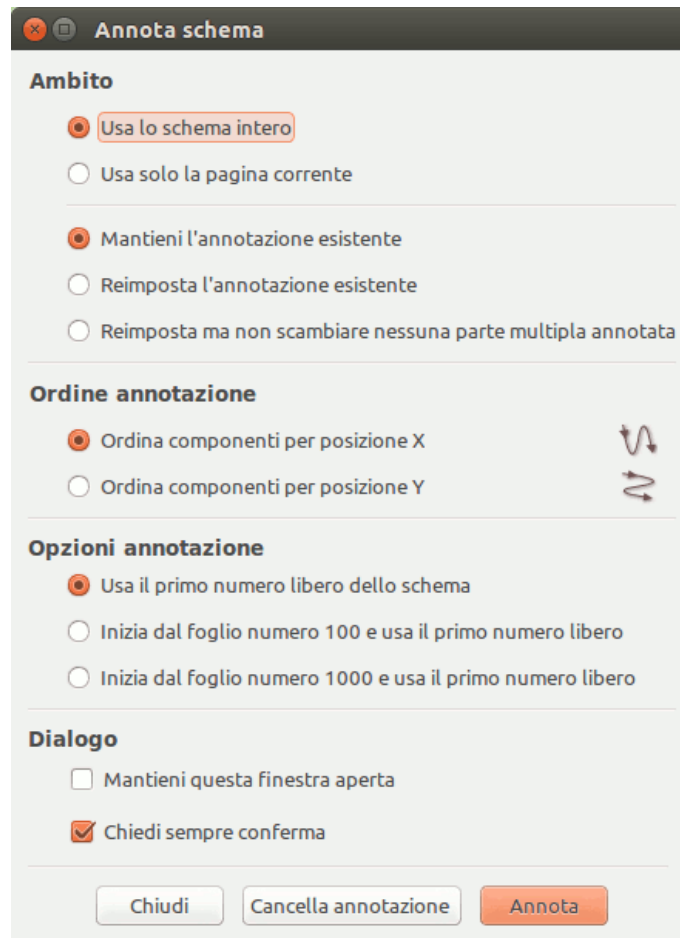 Annota schema
Ambito
Usa lo schema intero
Usa solo la pagina corrente
Mantieni l'annotazione esistente
Reimposta l'annotazione esistente
Reimposta ma non scambiare nessuna parte multipla annotata
Ordine annotazione
Ordina componenti per posizione X
Ordina componenti per posizione Y
Opzioni annotazione
Usa il primo numero libero dello schema
Inizia dal foglio numero 100 e usa il primo numero libero
Inizia dal foglio numero 1000 e usa il primo numero libero
Dialogo
Mantieni questa finestra aperta
Chiedi sempre conferma
Chiudi Cancella annotazione Annota